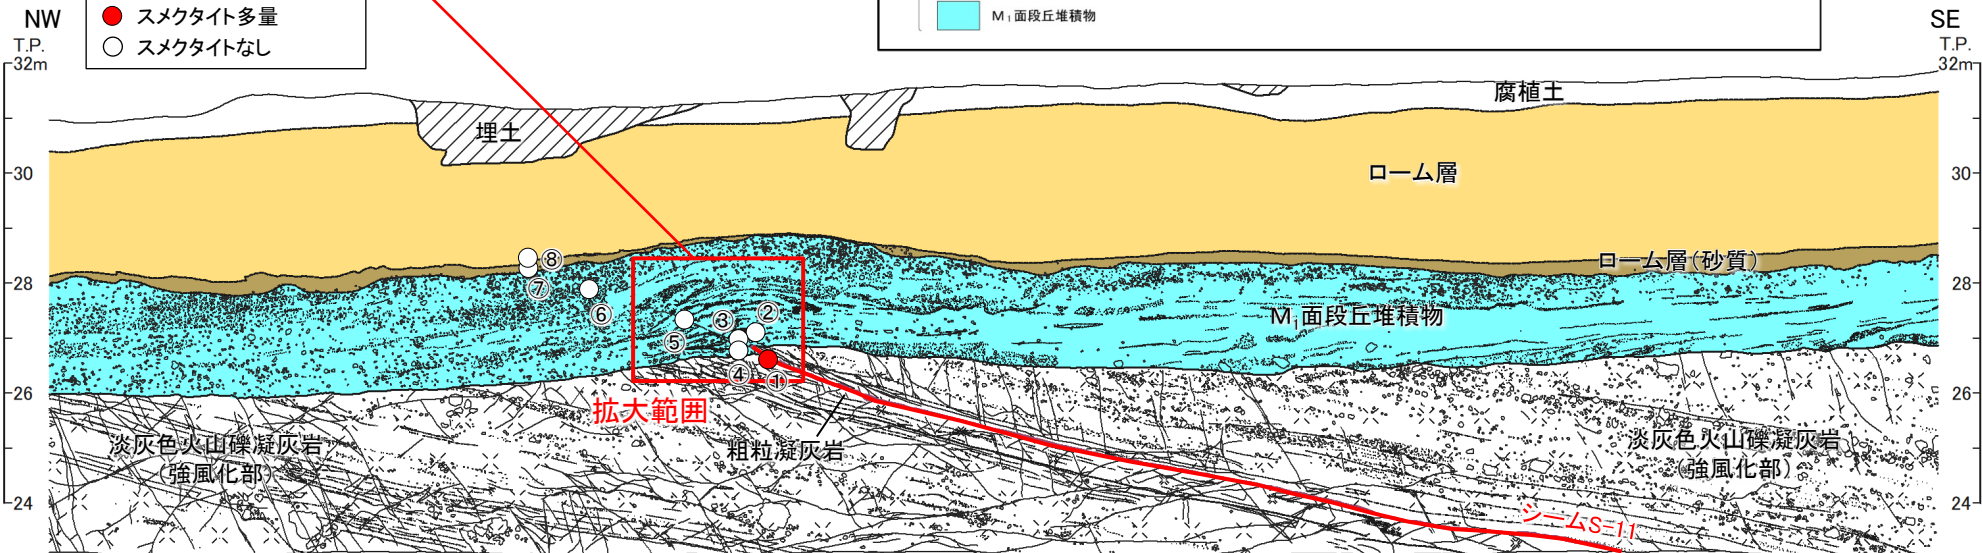 NW
T.P.
32m
スメクタイト多量
スメクタイトなし
M₁面段丘堆積物
SE
T.P.
32m
腐植土
埋土
ローム層
30
30
ローム層(砂質)
⑧
⑦
28
28
⑥
②
③
M₁面段丘堆積物
⑤
④
①
26
26
拡大範囲
淡灰色火山礫凝灰岩
(強風化部)
粗粒凝灰岩
淡灰色火山礫凝灰岩
(強風化部)
24
24
シームS-11